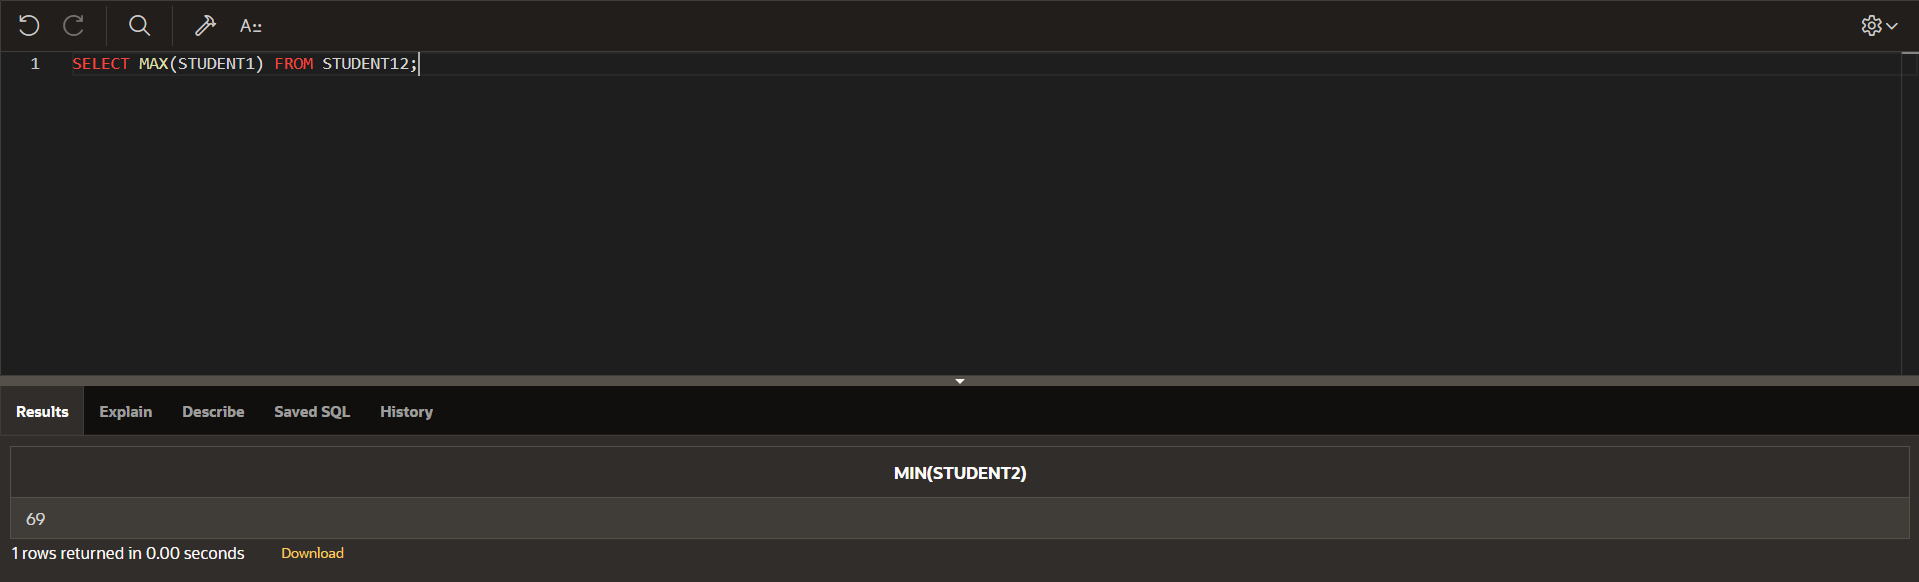 A::
1 SELECT MAX(STUDENT1) FROM STUDENT12;
Results Explain Describe Saved SQL History
MIN(STUDENT2)
69
1 rows returned in 0.00 seconds Download